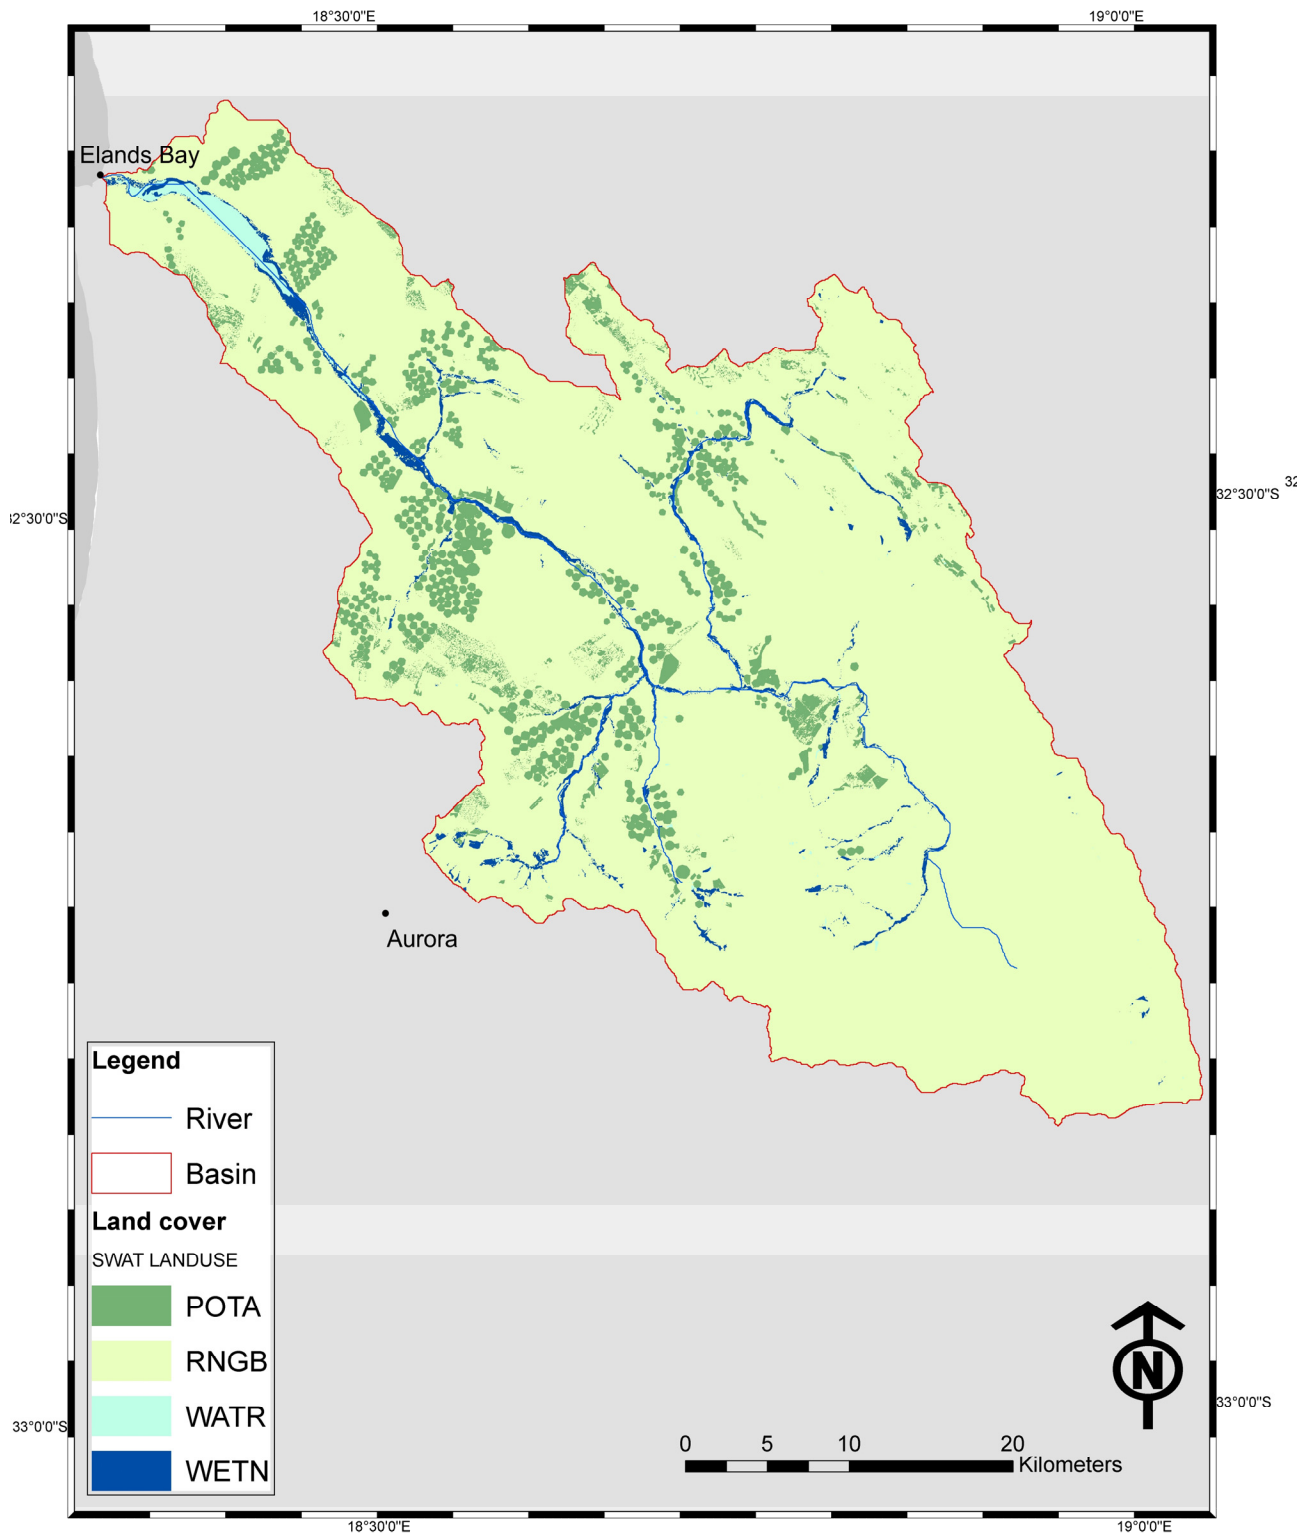 18°30'0"E
19°0'0"E
Elands Bay
32
32°30'0"S
32°30'0"S
Aurora
Legend
River
Basin
Land cover
SWAT LANDUSE
POTA
RNGB
WATR
WETN
N
0 5 10 20
Kilometers
33°0'0"S
33°0'0"S
18°30'0"E
19°0'0"E